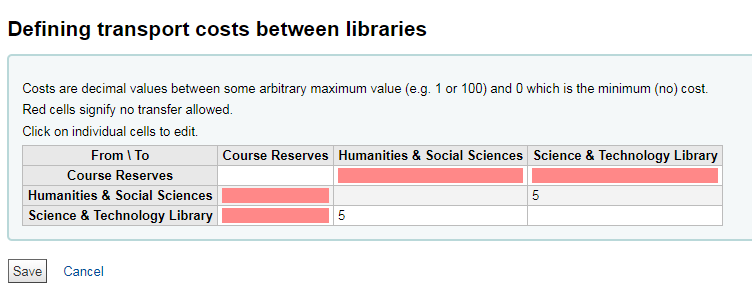 Defining transport costs between libraries
Costs are decimal values between some arbitrary maximum value (e.g. 1 or 100) and 0 which is the minimum (no) cost.
Red cells signify no transfer allowed.
Click on individual cells to edit.
From \ To Course Reserves Humanities & Social Sciences Science & Technology Library
Course Reserves
Humanities & Social Sciences 5
Science & Technology Library 5
Save Cancel